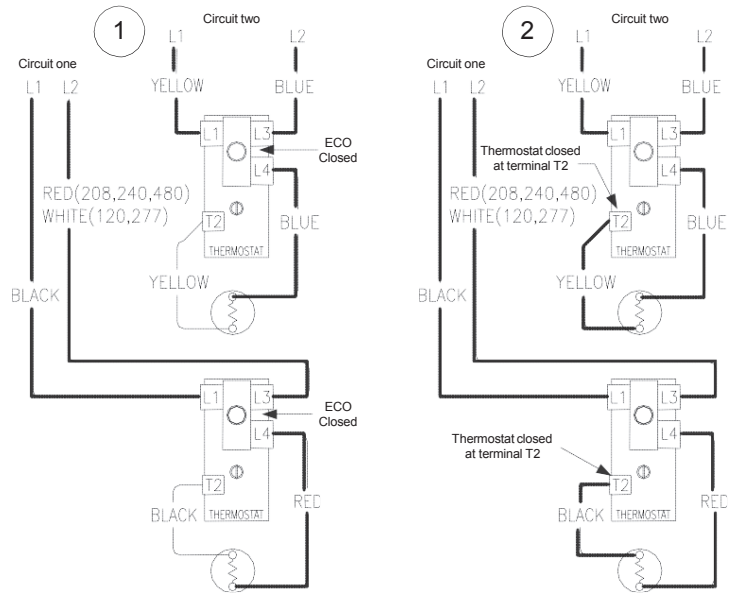 1
Circuit two
L1
L2
Circuit one
L1
L2
YELLOW
BLUE
L1
L3
ECO
Closed
L4
RED(208,240,480)
WHITE(120,277)
T2
BLUE
THERMOSTAT
YELLOW
BLACK
L1
L3
ECO
Closed
L4
T2
RED
BLACK
THERMOSTAT
2
Circuit two
L1
L2
Circuit one
L1
L2
YELLOW
BLUE
L1
L3
Thermostat closed
at terminal T2
L4
RED(208,240,480)
WHITE(120,277)
T2
BLUE
THERMOSTAT
YELLOW
BLACK
L1
L3
L4
Thermostat closed
at terminal T2
T2
RED
BLACK
THERMOSTAT